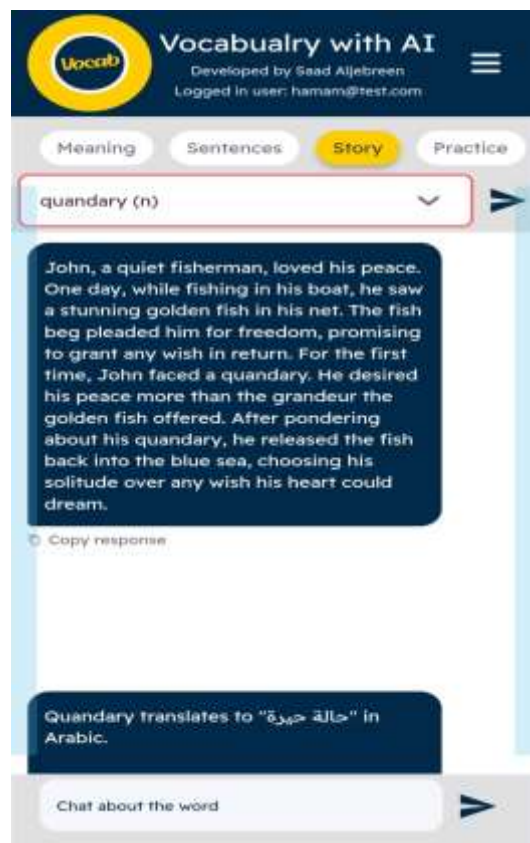 Vocab
Vocabualry with AI
Developed by Saad Aljebreen
Logged in user: hamam@test.com
Meaning
Sentences
Story
Practice
quandary (n)
John, a quiet fisherman, loved his peace.
One day, while fishing in his boat, he saw
a stunning golden fish in his net. The fish
beg pleaded him for freedom, promising
to grant any wish in return. For the first
time, John faced a quandary. He desired
his peace more than the grandeur the
golden fish offered. After pondering
about his quandary, he released the fish
back into the blue sea, choosing his
solitude over any wish his heart could
dream.
Copy response
Quandary translates to "حالة حيرة" in
Arabic.
Chat about the word